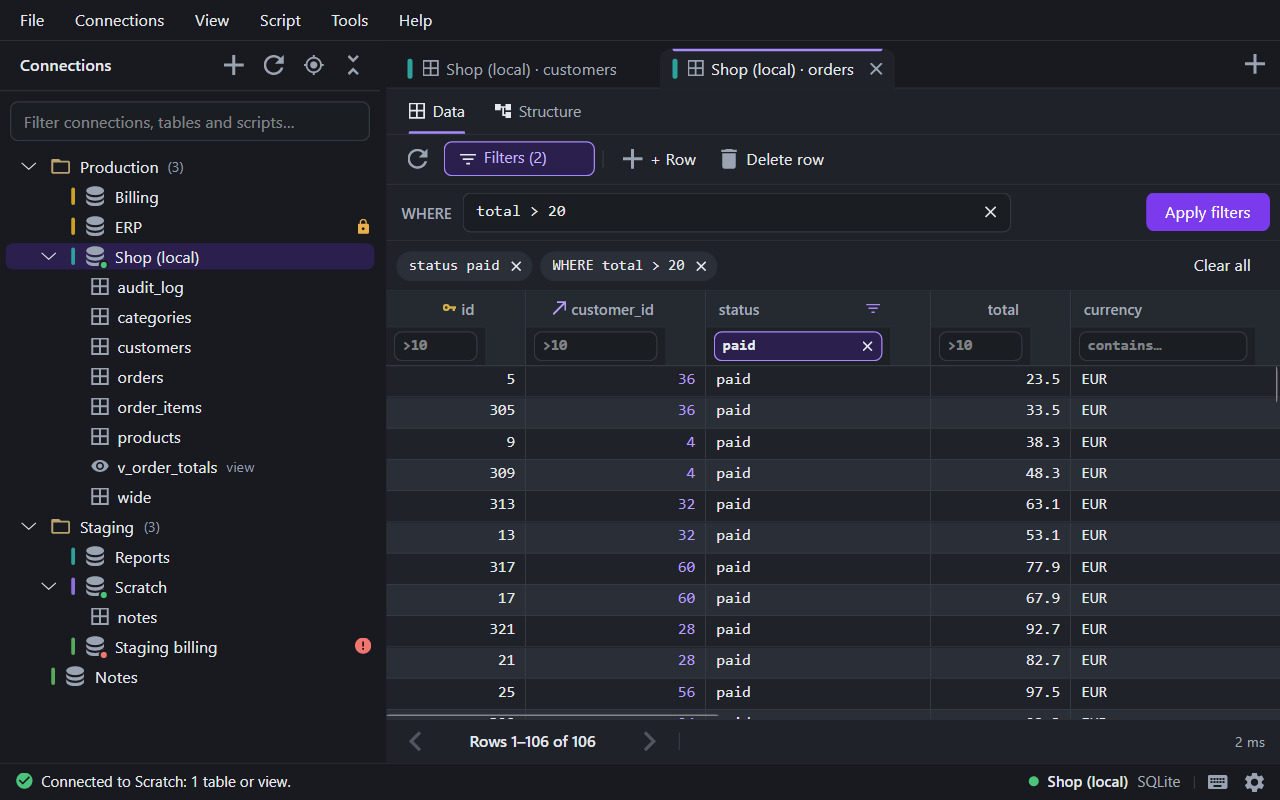 File Connections View Script Tools Help
Connections
Shop (local) · customers
Shop (local) · orders
Filter connections, tables and scripts...
Data
Structure
Filters (2)
+ Row
Delete row
WHERE total > 20
Apply filters
status paid
WHERE total > 20
Clear all
Production (3)
Billing
ERP
Shop (local)
audit_log
categories
customers
orders
order_items
products
v_order_totals view
wide
Staging (3)
Reports
Scratch
notes
Staging billing
Notes
id customer_id status total currency
>10 >10 paid >10 contains…
5 36 paid 23.5 EUR
305 36 paid 33.5 EUR
9 4 paid 38.3 EUR
309 4 paid 48.3 EUR
313 32 paid 63.1 EUR
13 32 paid 53.1 EUR
317 60 paid 77.9 EUR
17 60 paid 67.9 EUR
321 28 paid 92.7 EUR
21 28 paid 82.7 EUR
25 56 paid 97.5 EUR
Rows 1–106 of 106
2 ms
Connected to Scratch: 1 table or view.
Shop (local) SQLite